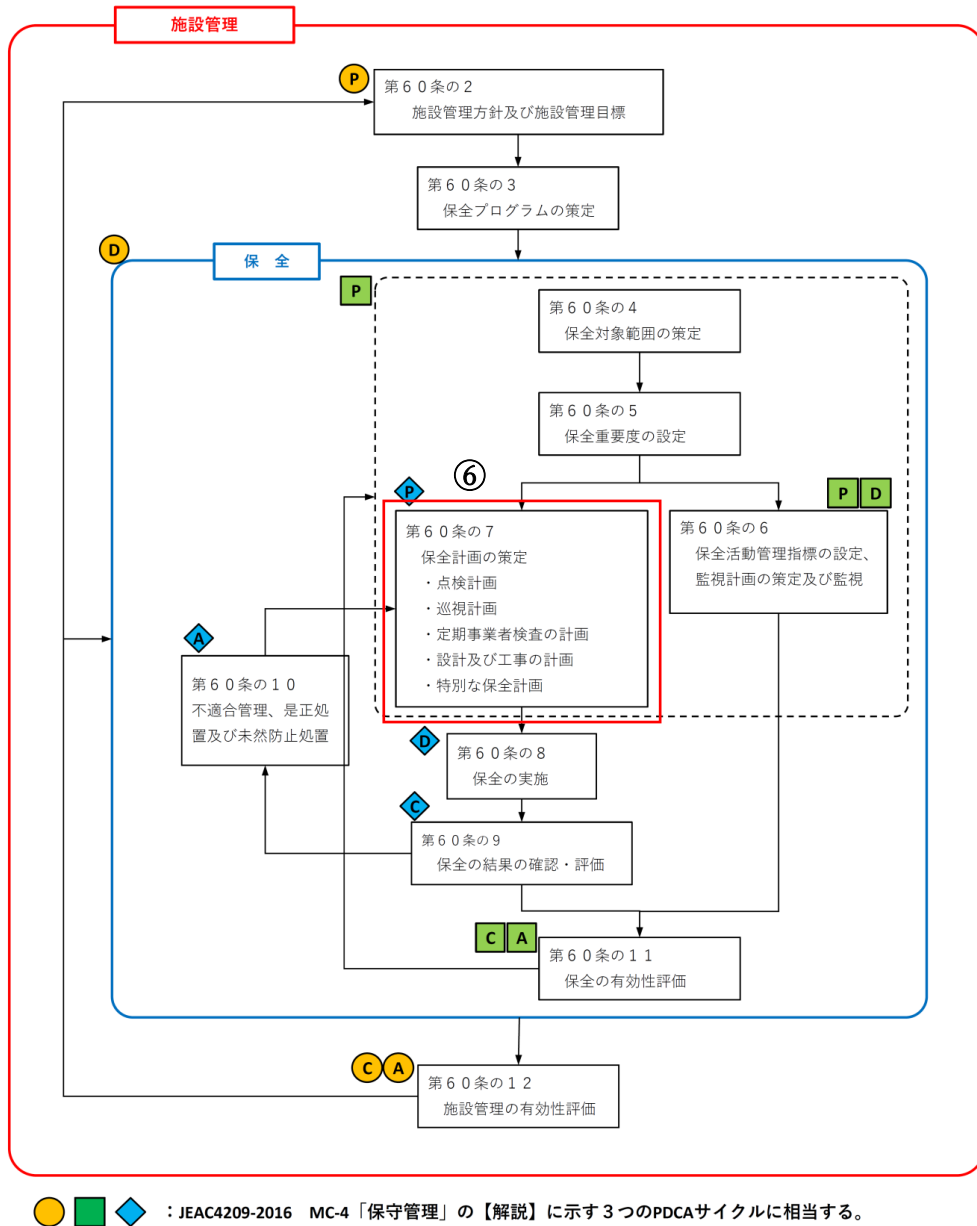 施設管理
P
第６０条の２
施設管理方針及び施設管理目標
第６０条の３
保全プログラムの策定
D
保　全
P
第６０条の４
保全対象範囲の策定
第６０条の５
保全重要度の設定
⑥
P
第６０条の７
保全計画の策定
・点検計画
・巡視計画
・定期事業者検査の計画
・設計及び工事の計画
・特別な保全計画
P D
第６０条の６
保全活動管理指標の設定、
監視計画の策定及び監視
A
第６０条の１０
不適合管理、是正処
置及び未然防止処置
D
第６０条の８
保全の実施
C
第６０条の９
保全の結果の確認・評価
C A
第６０条の１１
保全の有効性評価
C A
第６０条の１２
施設管理の有効性評価
：JEAC4209-2016　MC-4「保守管理」の【解説】に示す３つのPDCAサイクルに相当する。